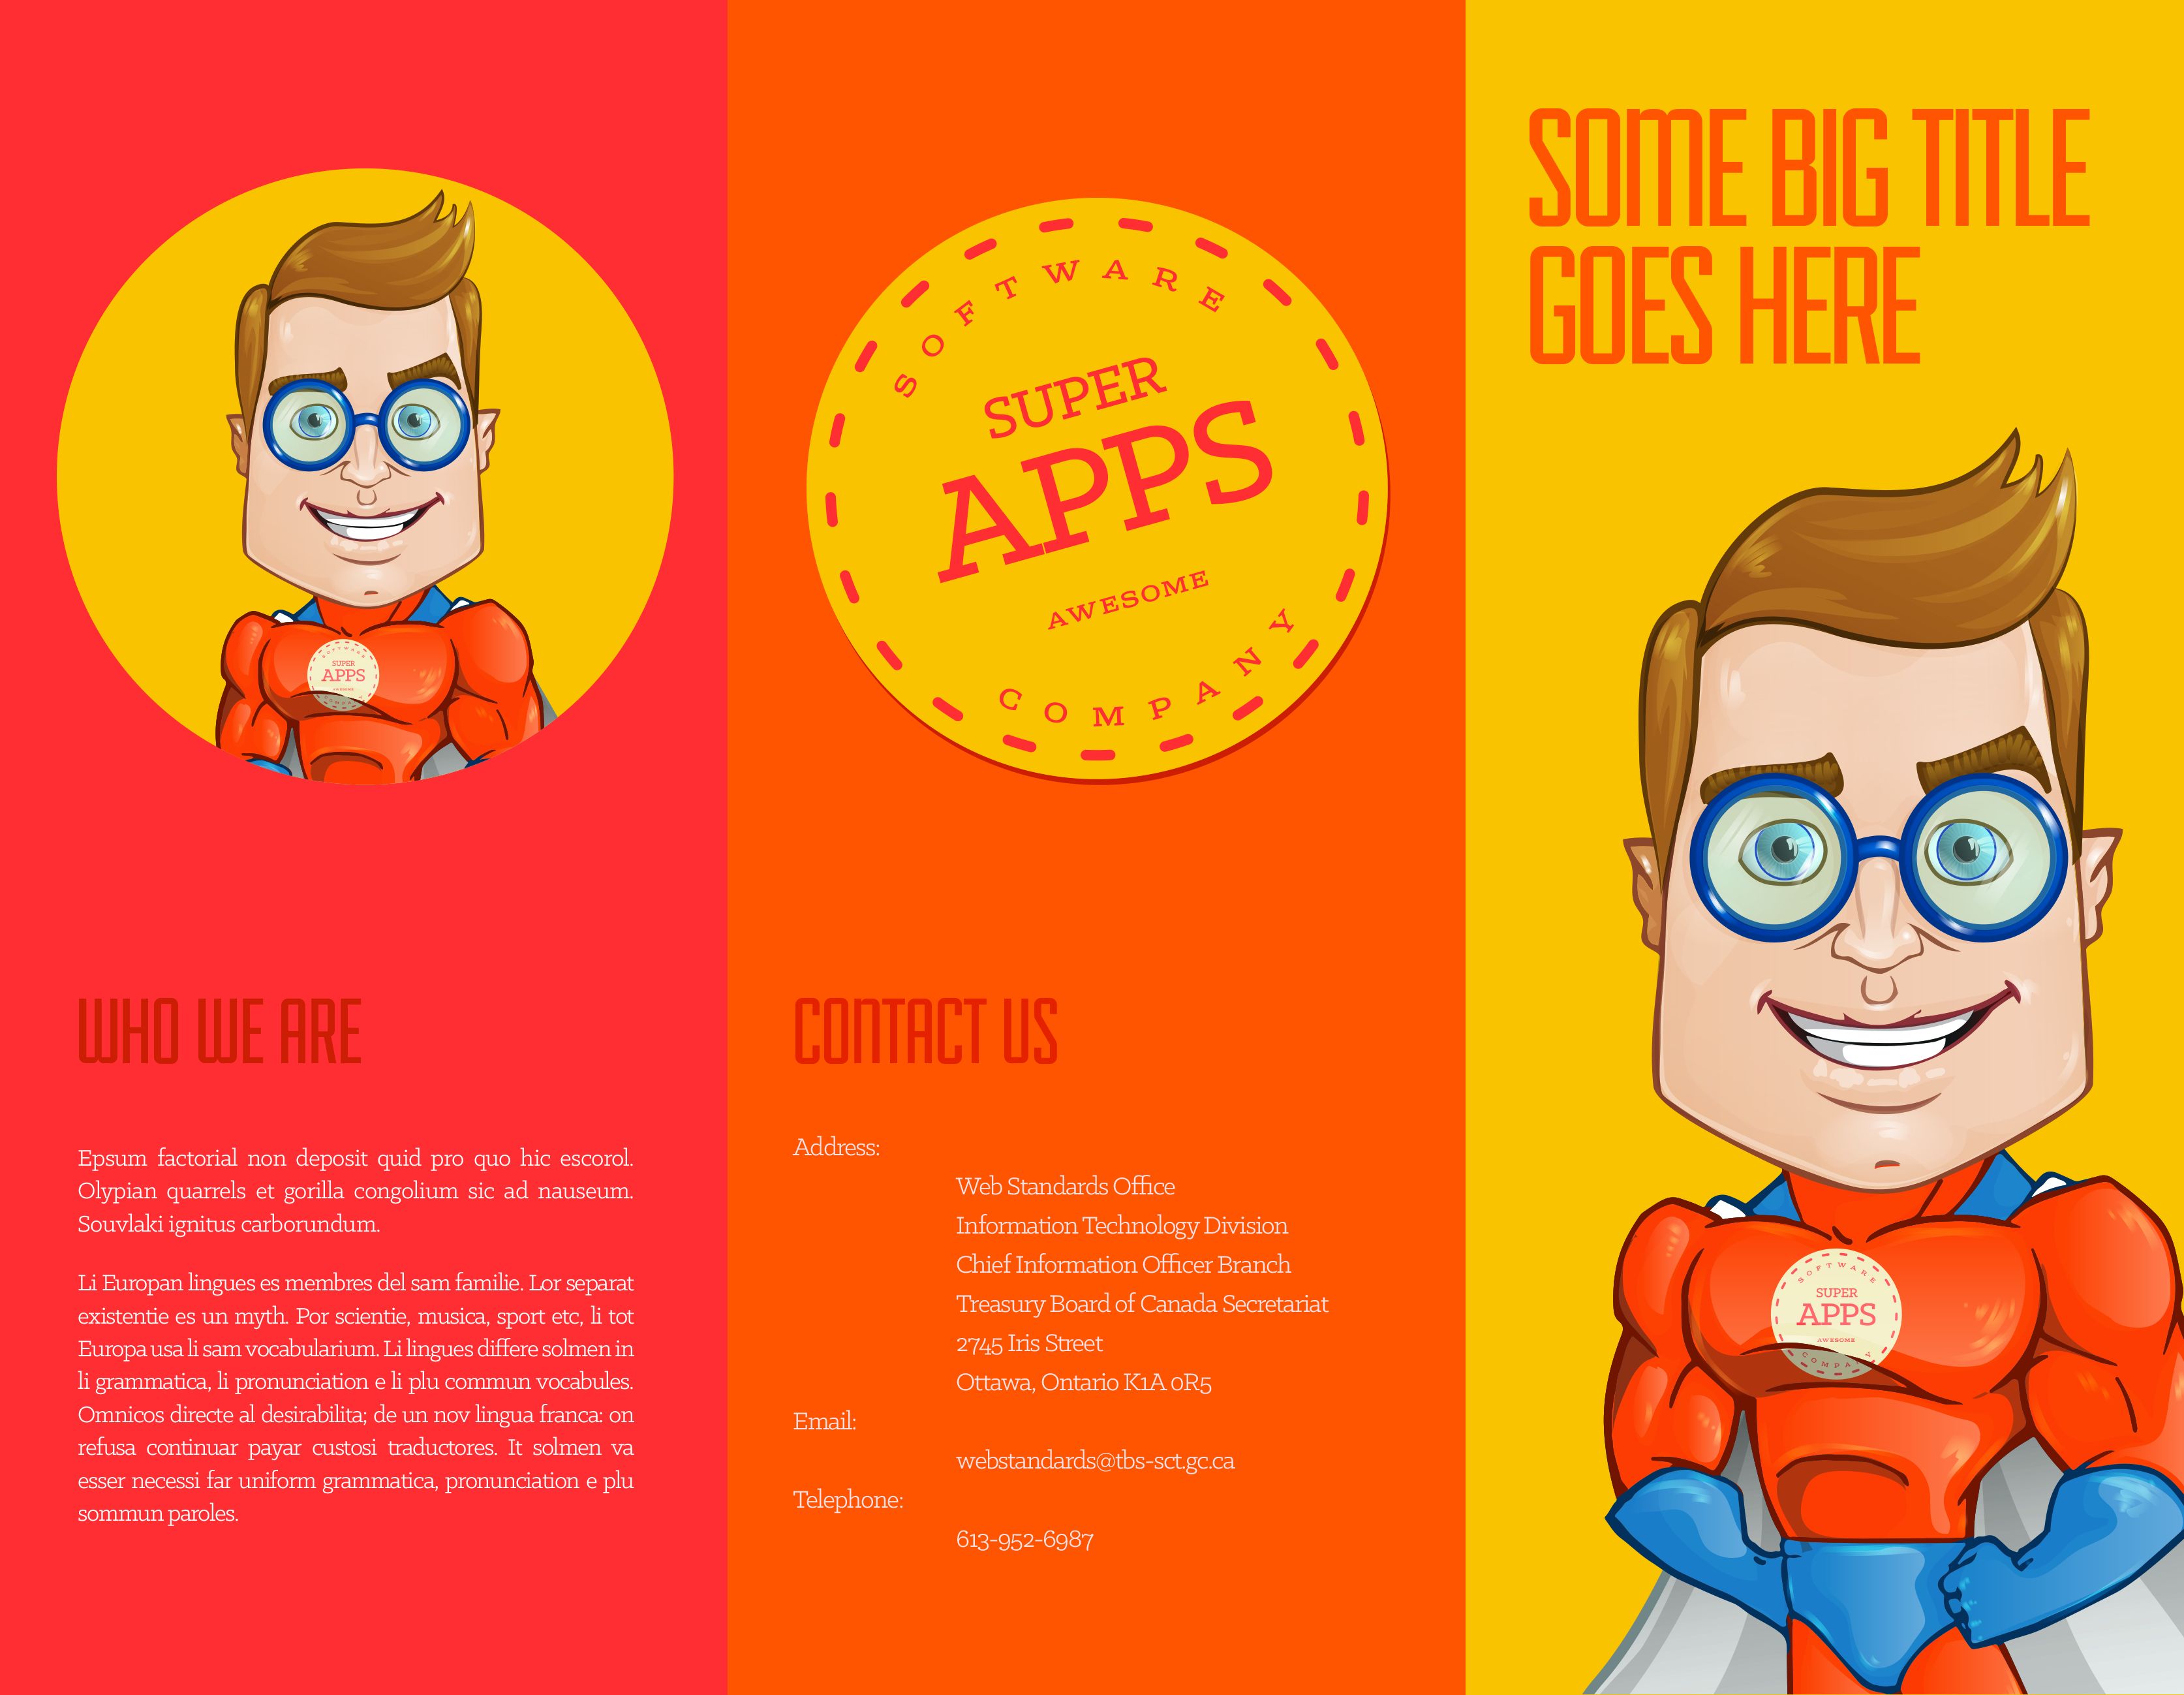 SUPER
APPS
AWESOME
WHO WE ARE
Epsum factorial non deposit quid pro quo hic escorol.
Olypian quarrels et gorilla congolium sic ad nauseum.
Souvlaki ignitus carborundum.
Li Europan lingues es membres del sam familie. Lor separat
existentie es un myth. Por scientie, musica, sport etc, li tot
Europa usa li sam vocabularium. Li lingues differe solmen in
li grammatica, li pronunciation e li plu commun vocabules.
Omnicos directe al desirabilita; de un nov lingua franca: on
refusa continuar payar custosi traductores. It solmen va
esser necessi far uniform grammatica, pronunciation e plu
sommun paroles.
SOFTWARE
SUPER
APPS
AWESOME
COMPANY
CONTACT US
Address:
Web Standards Office
Information Technology Division
Chief Information Officer Branch
Treasury Board of Canada Secretariat
2745 Iris Street
Ottawa, Ontario K1A 0R5
Email:
webstandards@tbs-sct.gc.ca
Telephone:
613-952-6987
SOME BIG TITLE
GOES HERE
SOFTWARE
SUPER
APPS
AWESOME
COMPANY